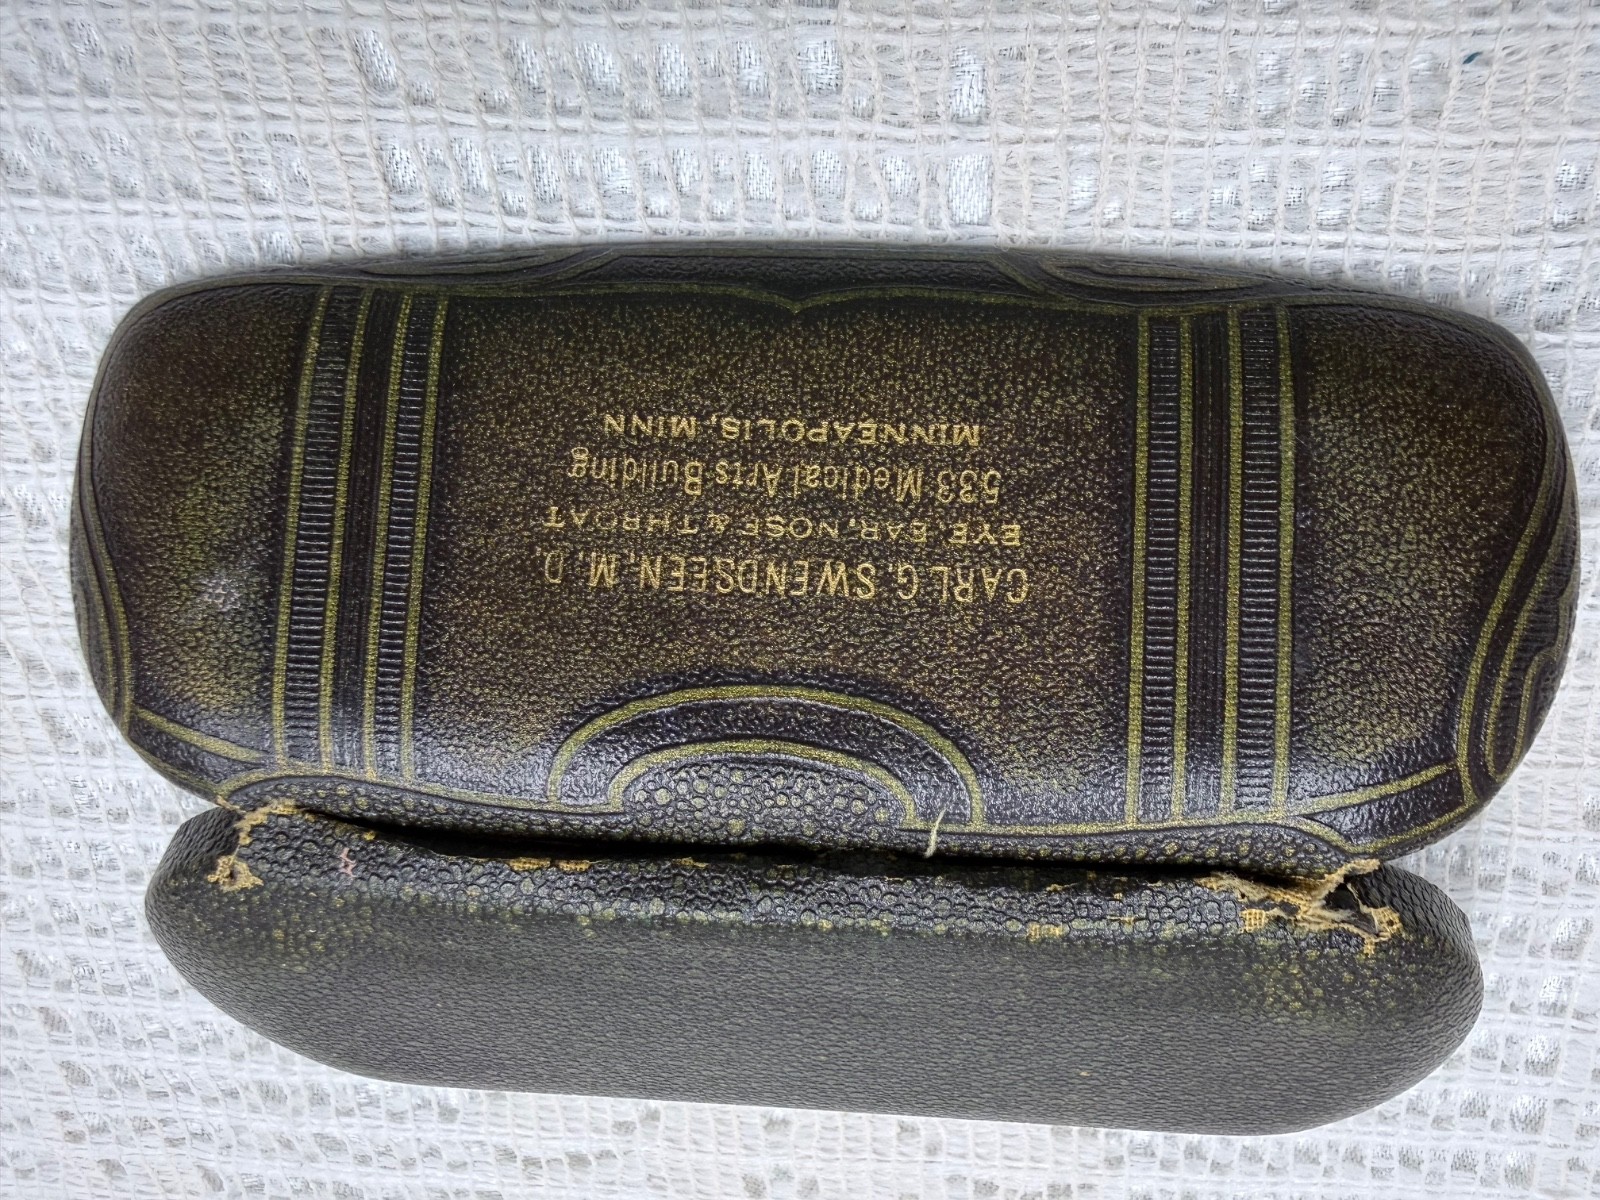 CARL G. SWENDSEEN, M. D.
EYE, EAR, NOSE & THROAT
533 Medical Arts Building
MINNEAPOLIS, MINN